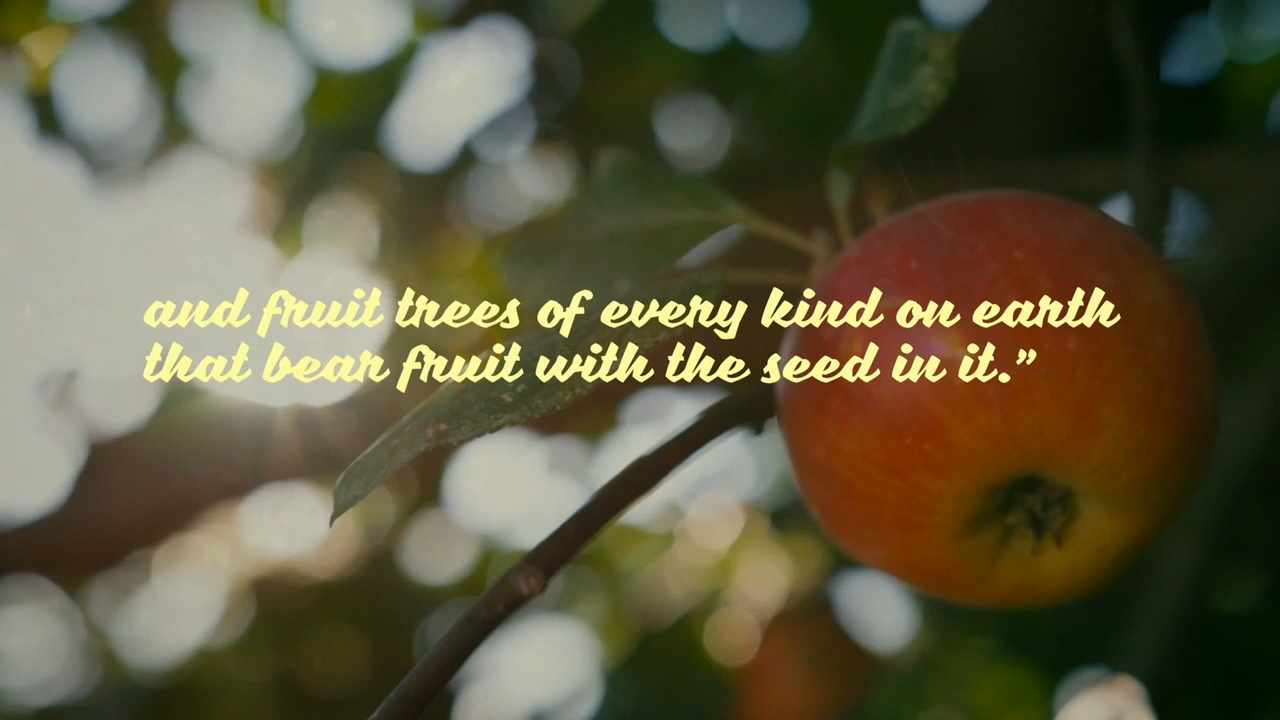 and fruit trees of every kind on earth
that bear fruit with the seed in it.”